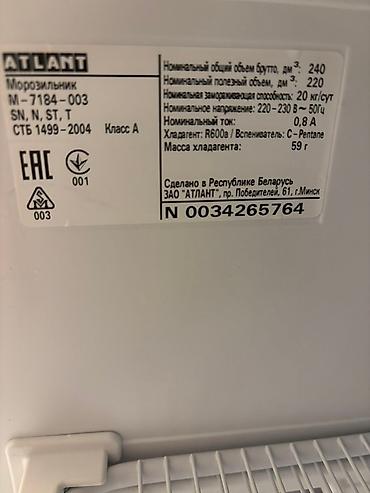 ATLANT
Морозильник
М-7184-003
SN, N, ST, T
СТБ 1499-2004 Класс А
EAC
001
003
Номинальный общий объем брутто, дм³: 240
Номинальный полезный объем, дм³: 220
Номинальная замораживающая способность: 20 кг/сут
Номинальное напряжение: 220-230 В~ 50Гц
Номинальный ток: 0,8 А
Хладагент: R600a / Вспениватель: C-Pentane
Масса хладагента: 59 г
Сделано в Республике Беларусь
ЗАО "АТЛАНТ", пр. Победителей, 61, г.Минск
N 0034265764